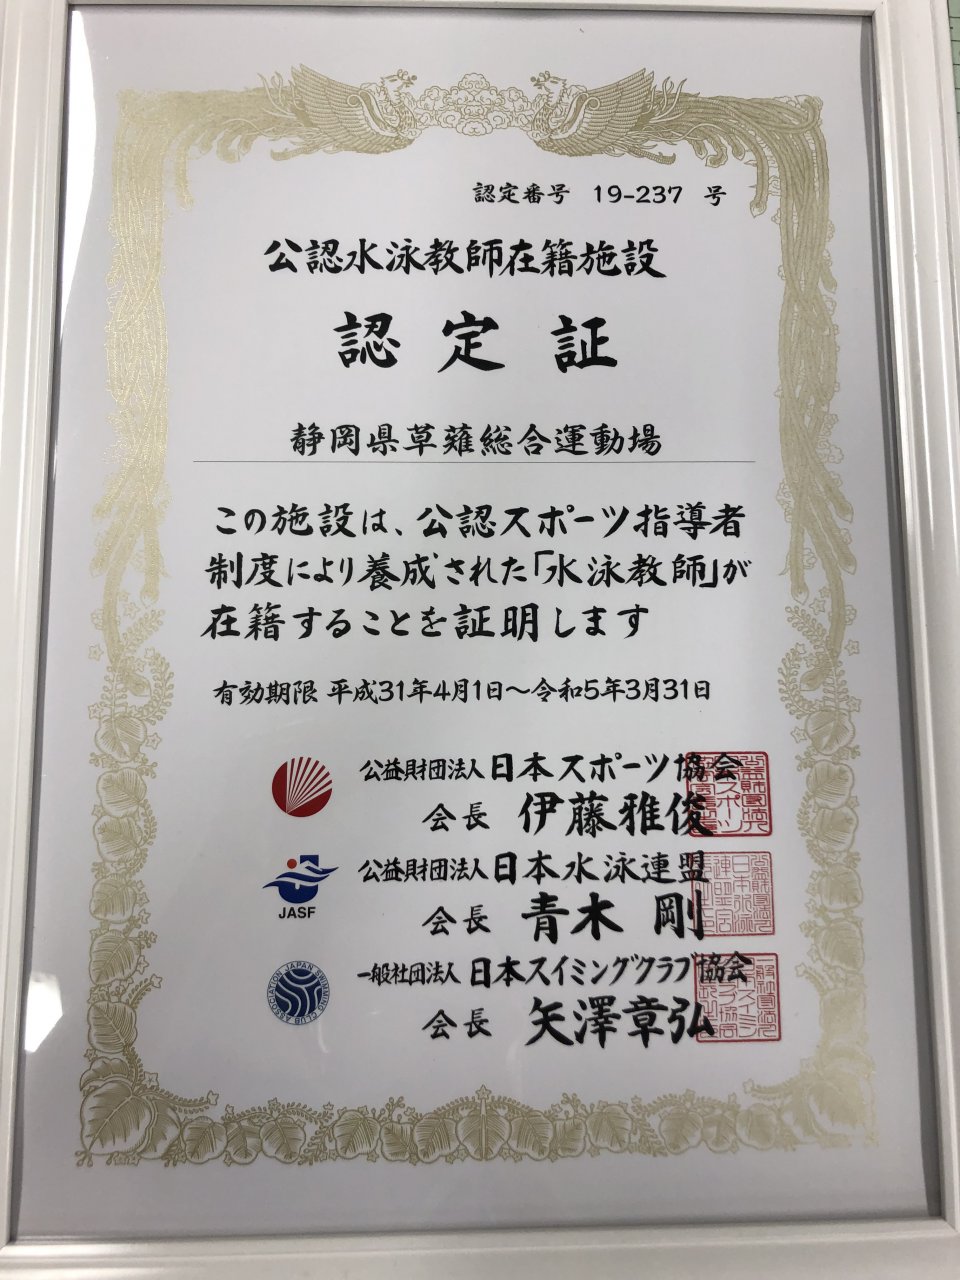 認定番号 19-237 号
公認水泳教師在籍施設
認定証
静岡県草薙総合運動場
この施設は、公認スポーツ指導者
制度により養成された「水泳教師」が
在籍することを証明します
有効期限 平成31年4月1日～令和5年3月31日
公益財団法人 日本スポーツ協会
会長 伊藤雅俊
公益財団法人 日本水泳連盟
会長 青木 剛
JASF
一般社団法人 日本スイミングクラブ協会
会長 矢澤章弘
JAPAN SWIMMING CLUB ASSOCIATION